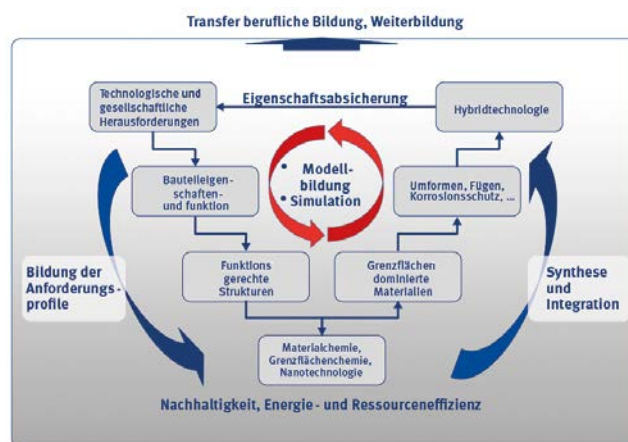 Transfer berufliche Bildung, Weiterbildung
Technologische und
gesellschaftliche
Herausforderungen
Eigenschaftsabsicherung
Hybridtechnologie
• Modell-
bildung
• Simulation
Bauteileigen-
schaften-
und funktion
Umformen, Fügen,
Korrosionsschutz, ...
Bildung der
Anforderungs-
profile
Funktions
gerechte
Strukturen
Grenzflächen
dominierte
Materialien
Synthese
und
Integration
Materialchemie,
Grenzflächenchemie,
Nanotechnologie
Nachhaltigkeit, Energie- und Ressourceneffizienz